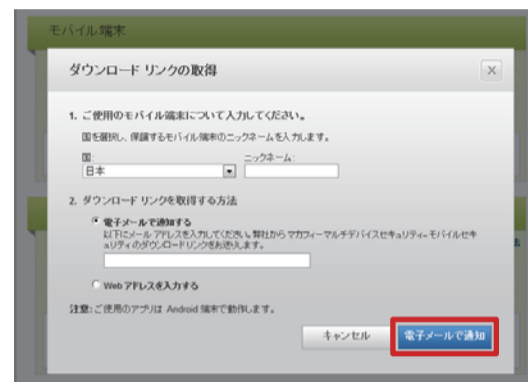 モバイル端末
ダウンロード リンクの取得
1. ご使用のモバイル端末について入力してください。
国を選択し、保護するモバイル端末のニックネームを入力します。
国:
ニックネーム:
日本
2. ダウンロード リンクを取得する方法
電子メールで通知する
以下にメール アドレスを入力してください。弊社から マカフィーマルチデバイスセキュリティ-モバイルセキ
ュリティ のダウンロードリンクをお送りします。
Web アドレスを入力する
注意: ご使用のアプリは Android 端末で動作します。
キャンセル
電子メールで通知